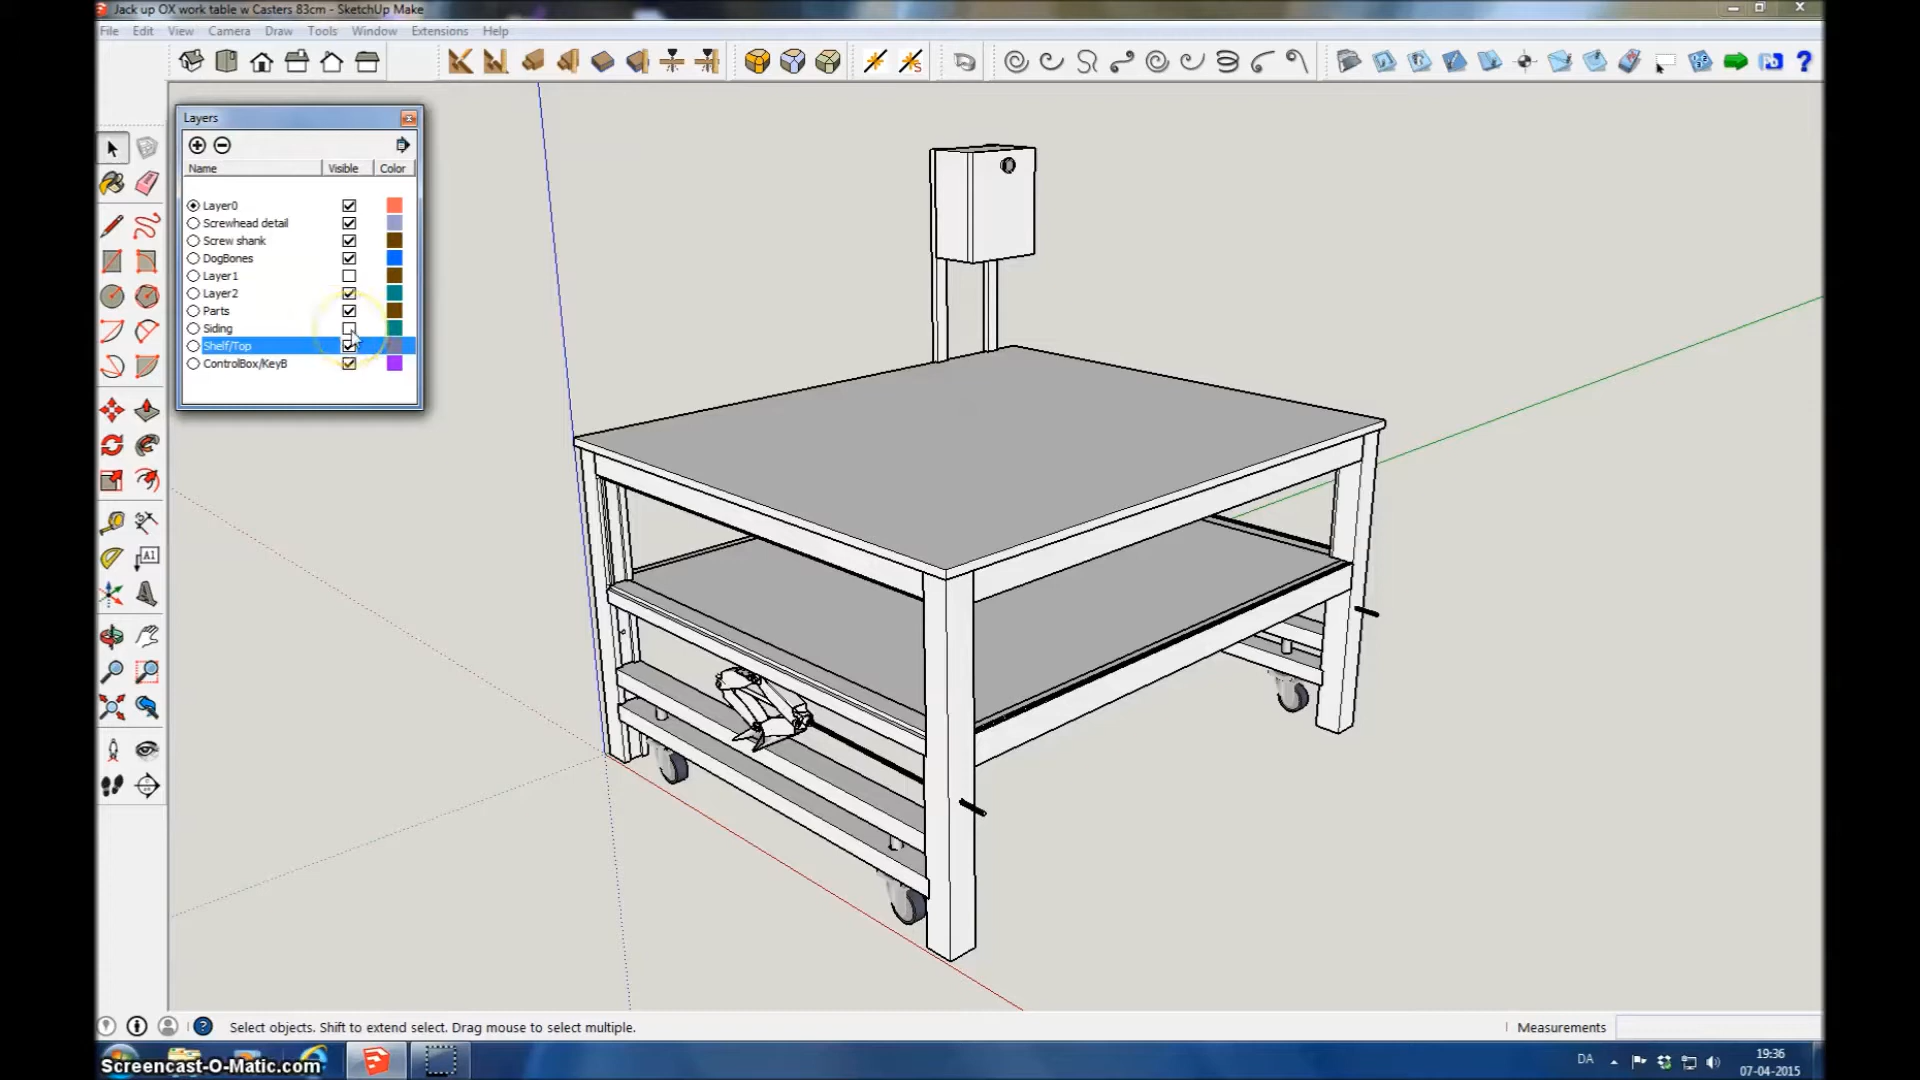 Jack up OX work table w Casters 83cm - SketchUp Make
File Edit View Camera Draw Tools Window Extensions Help
Layers
Name Visible Color
Layer0
Screwhead detail
Screw shank
DogBones
Layer1
Layer2
Parts
Siding
Shelf/Top
ControlBox/KeyB
A1
Select objects. Shift to extend select. Drag mouse to select multiple.
Measurements
Screencast-O-Matic.com
DA
19:36
07-04-2015